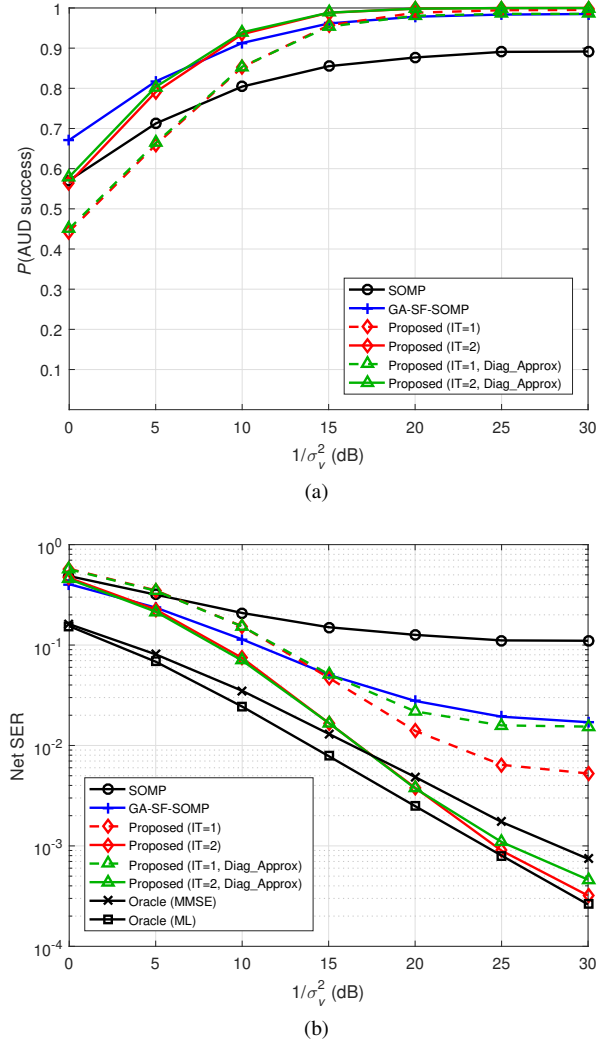 1
0.9
0.8
0.7
0.6
0.5
0.4
0.3
0.2
0.1
P(AUD success)
SOMP
GA-SF-SOMP
Proposed (IT=1)
Proposed (IT=2)
Proposed (IT=1, Diag_Approx)
Proposed (IT=2, Diag_Approx)
0 5 10 15 20 25 30
1/σ_v^2 (dB)
(a)
10^0
10^-1
10^-2
10^-3
10^-4
Net SER
SOMP
GA-SF-SOMP
Proposed (IT=1)
Proposed (IT=2)
Proposed (IT=1, Diag_Approx)
Proposed (IT=2, Diag_Approx)
Oracle (MMSE)
Oracle (ML)
0 5 10 15 20 25 30
1/σ_v^2 (dB)
(b)